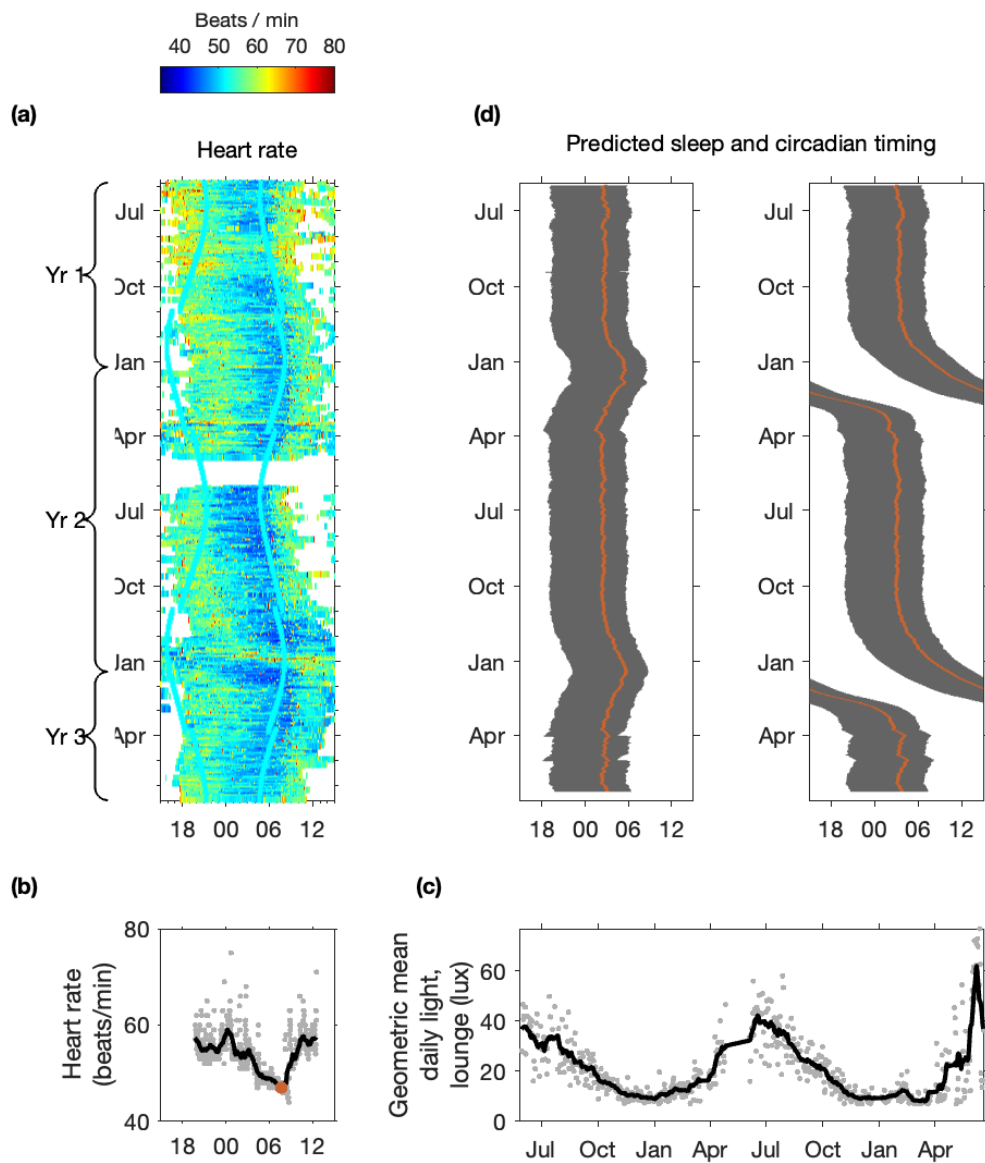 Beats / min
40 50 60 70 80
(a)
Heart rate
Yr 1
Yr 2
Yr 3
Jul
Oct
Jan
Apr
Jul
Oct
Jan
Apr
18 00 06 12
(d)
Predicted sleep and circadian timing
Jul
Oct
Jan
Apr
Jul
Oct
Jan
Apr
18 00 06 12
Jul
Oct
Jan
Apr
Jul
Oct
Jan
Apr
18 00 06 12
(b)
Heart rate
(beats/min)
80
60
40
18 00 06 12
(c)
Geometric mean
daily light,
lounge (lux)
60
40
20
0
Jul Oct Jan Apr Jul Oct Jan Apr